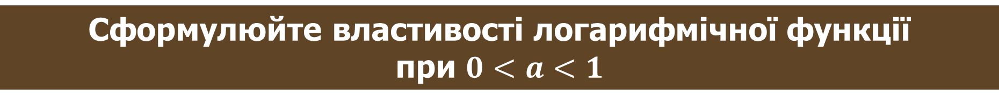 Сформулюйте властивості логарифмічної функції
при 0 < a < 1